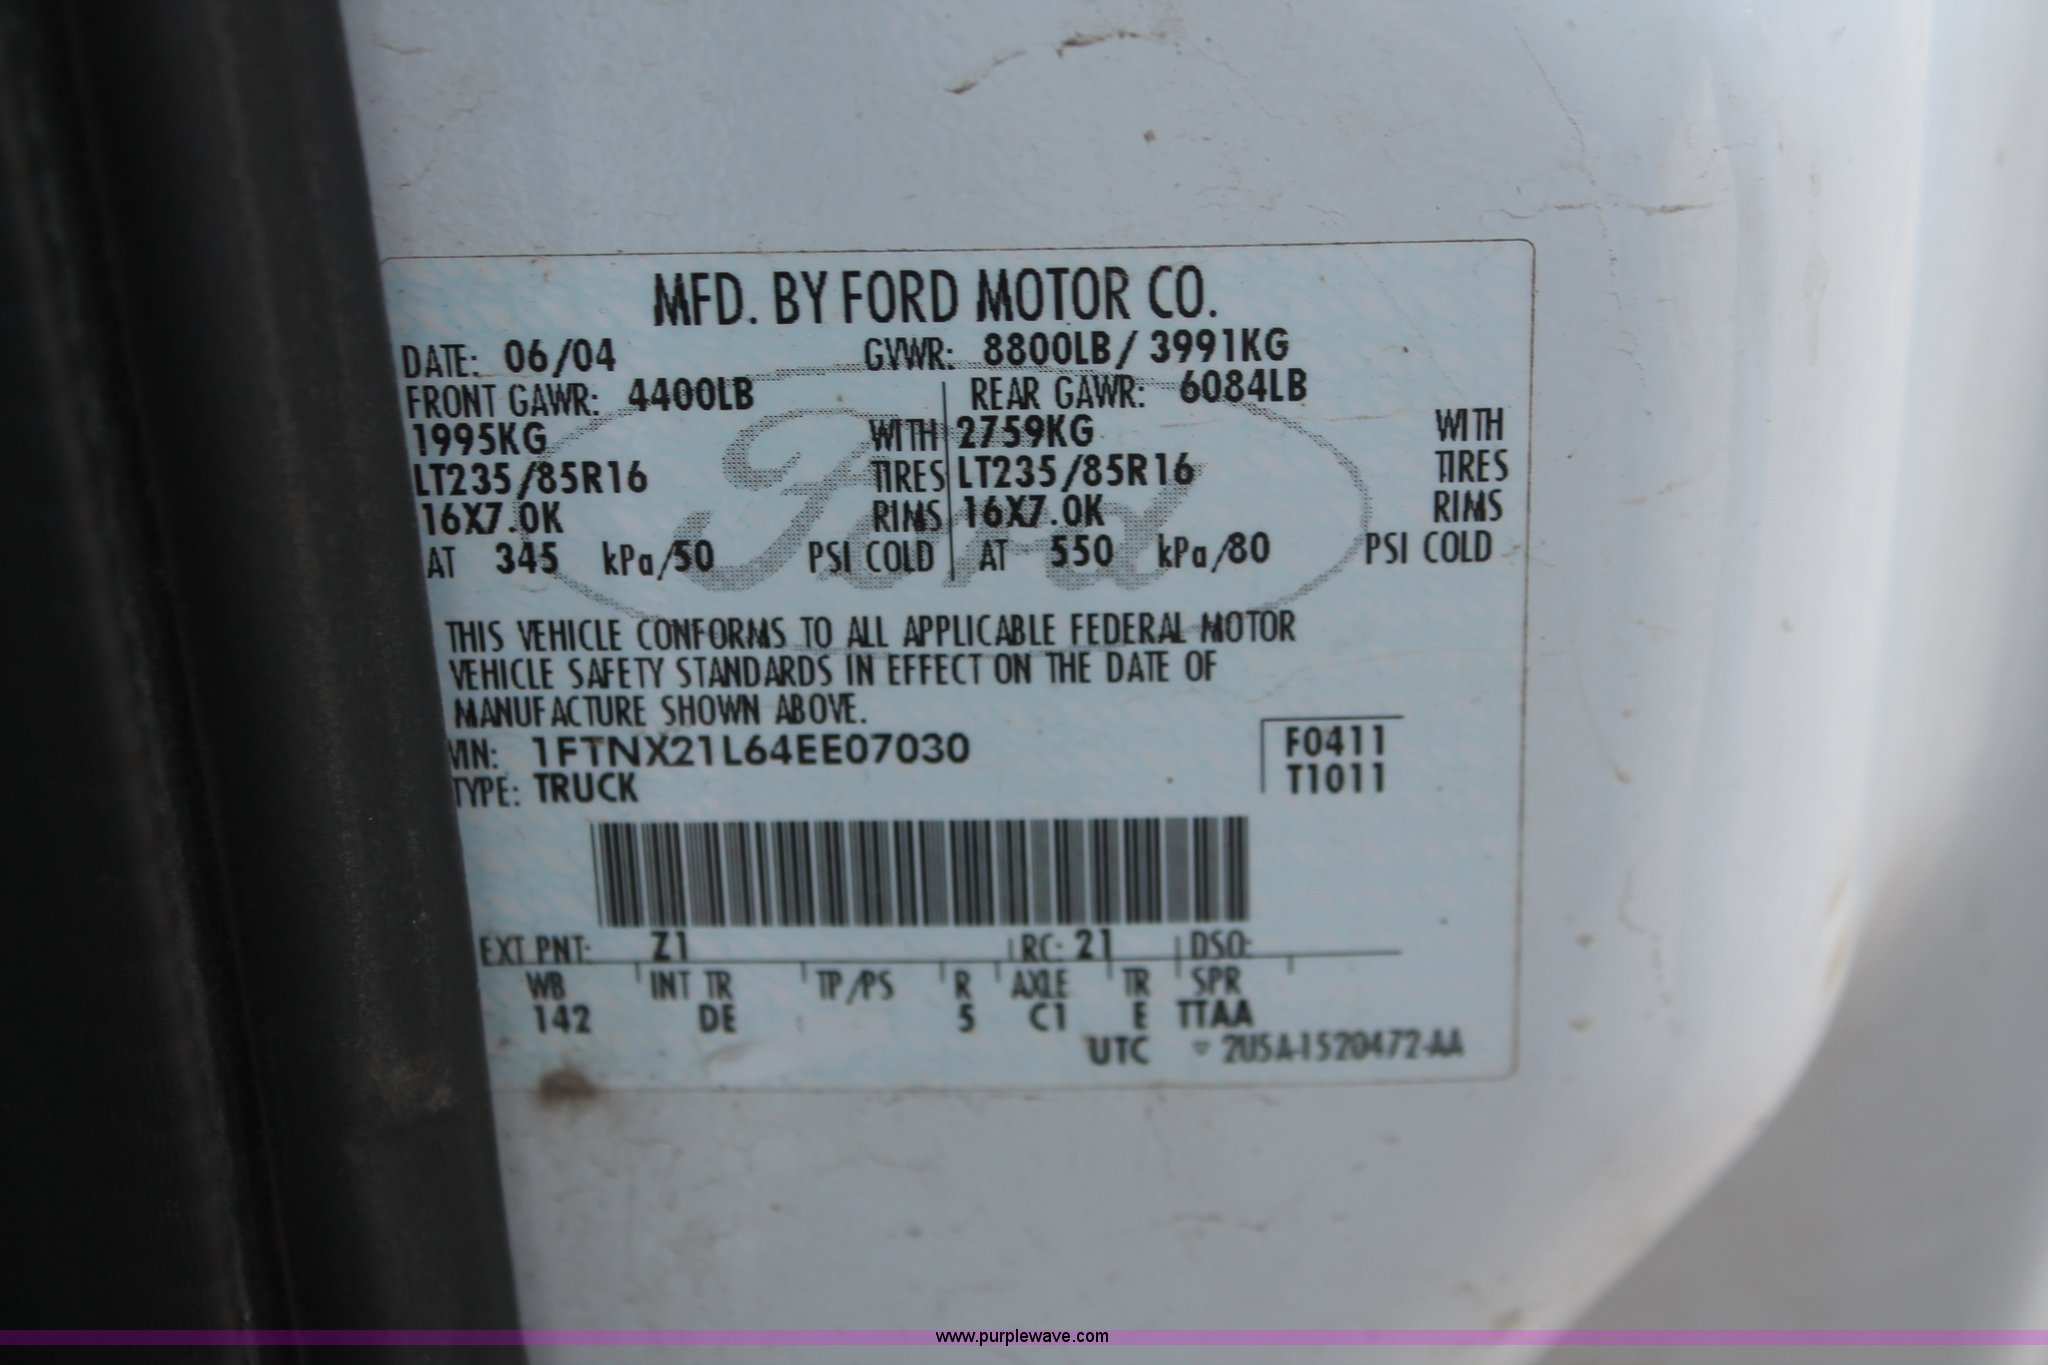 MFD. BY FORD MOTOR CO.
DATE: 06/04 GVWR: 8800LB / 3991KG
FRONT GAWR: 4400LB REAR GAWR: 6084LB
1995KG WITH 2759KG WITH
LT235/85R16 TIRES LT235/85R16 TIRES
16X7.0K RIMS 16X7.0K RIMS
AT 345 kPa/50 PSI COLD AT 550 kPa/80 PSI COLD
Ford
THIS VEHICLE CONFORMS TO ALL APPLICABLE FEDERAL MOTOR
VEHICLE SAFETY STANDARDS IN EFFECT ON THE DATE OF
MANUFACTURE SHOWN ABOVE.
VIN: 1FTNX21L64EE07030 F0411
TYPE: TRUCK T1011
EXT PNT: Z1 RC: 21 DSO:
WB INT TR TP/PS R AXLE TR SPR
142 DE 5 C1 E TTAA
UTC 2U5A-1520472-AA
www.purplewave.com